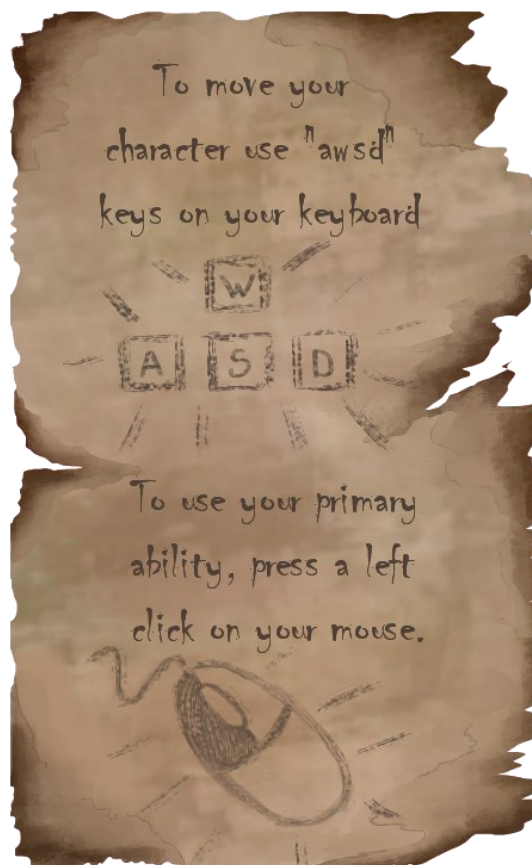 To move your
character use "awsd"
keys on your keyboard
W
A S D
To use your primary
ability, press a left
click on your mouse.